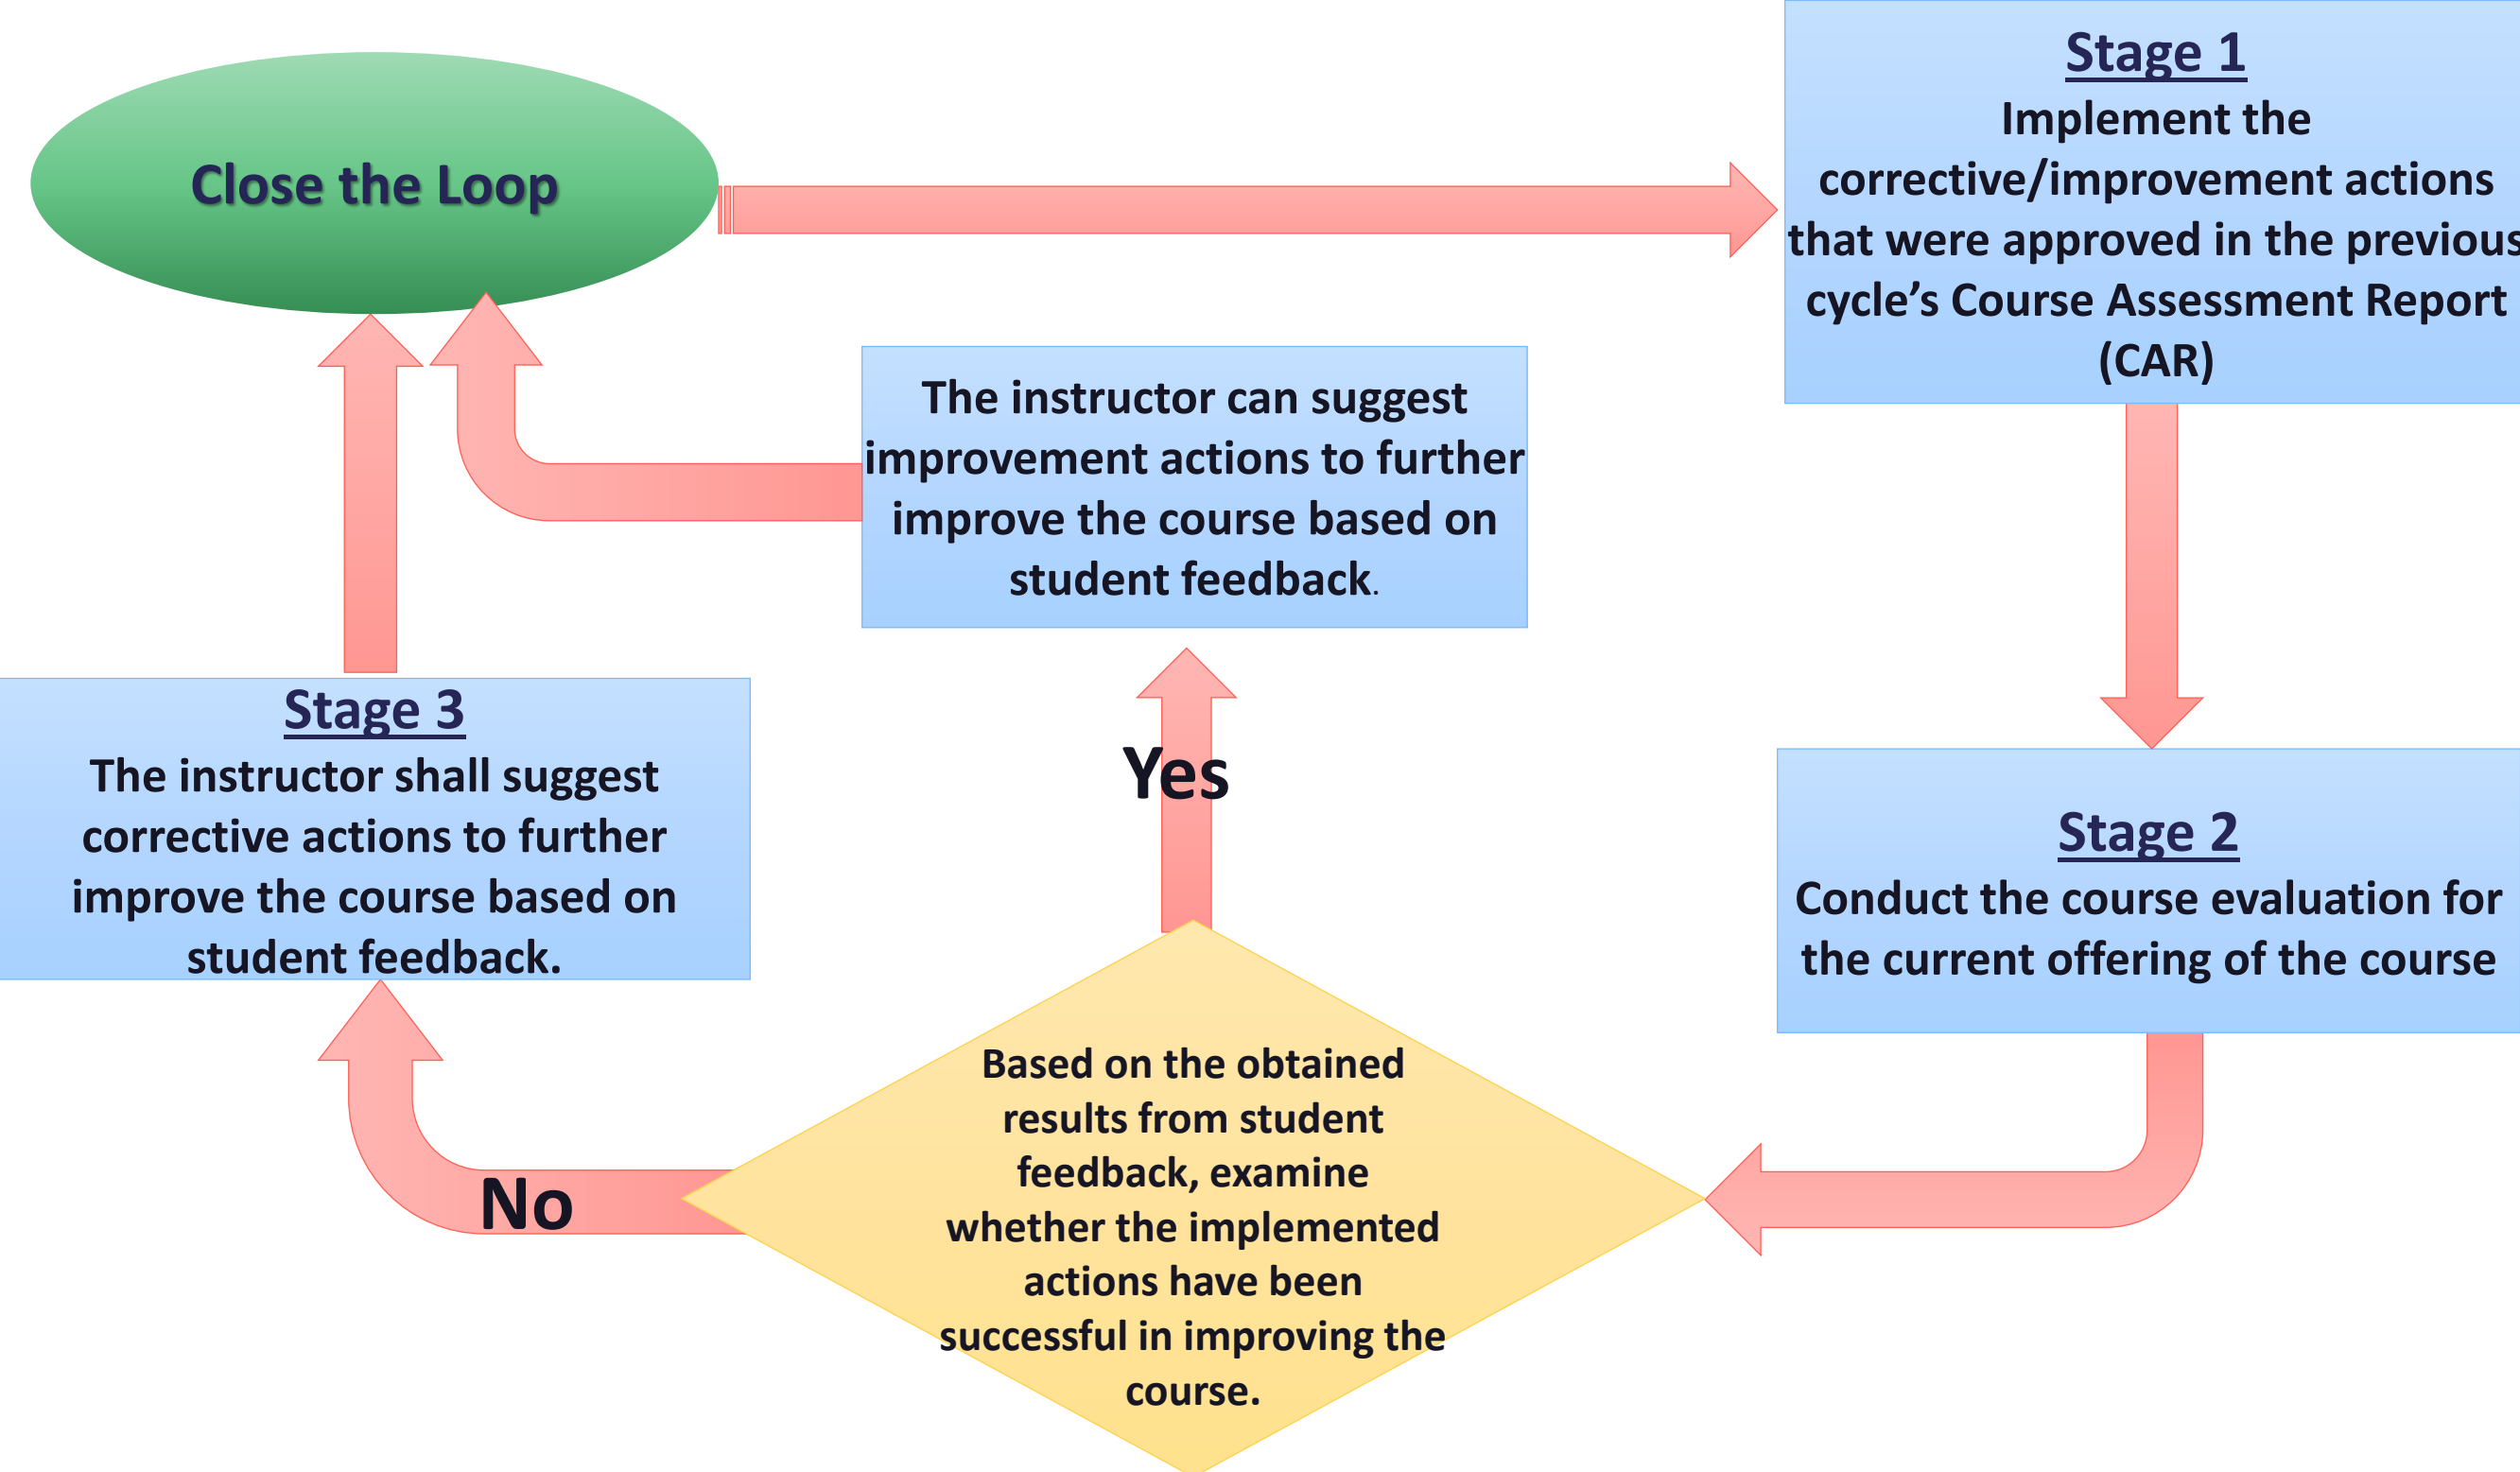 Close the Loop
Stage 1
Implement the
corrective/improvement actions
that were approved in the previous
cycle’s Course Assessment Report
(CAR)
The instructor can suggest
improvement actions to further
improve the course based on
student feedback.
Stage 3
The instructor shall suggest
corrective actions to further
improve the course based on
student feedback.
Yes
Stage 2
Conduct the course evaluation for
the current offering of the course
Based on the obtained
results from student
feedback, examine
whether the implemented
actions have been
successful in improving the
course.
No